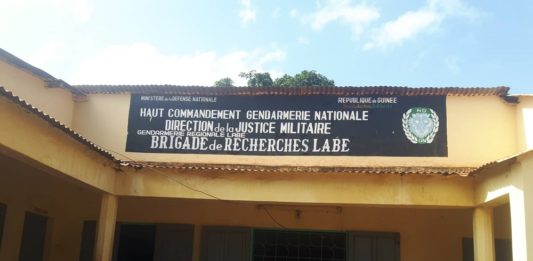 MINISTERE de la DEFENSE NATIONALE REPUBLIQUE de GUINEE
HAUT COMMANDEMENT GENDARMERIE NATIONALE
DIRECTION de la JUSTICE MILITAIRE
GENDARMERIE REGIONALE LABE
BRIGADE de RECHERCHES LABE